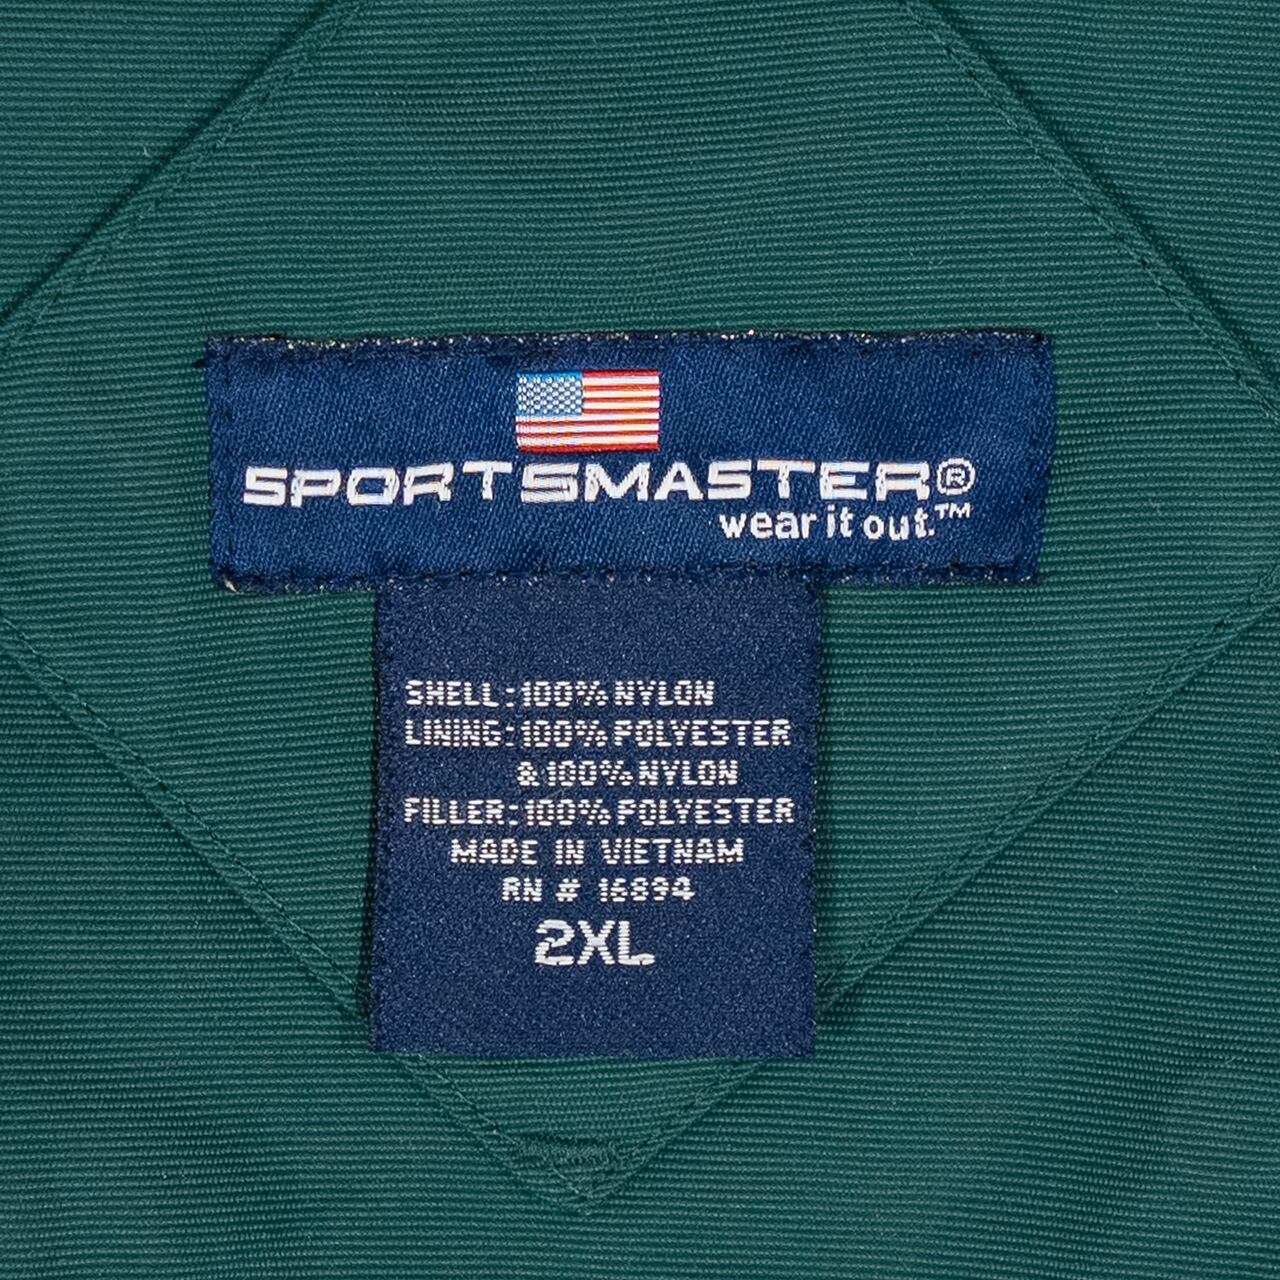 SPORTSMASTER®
wear it out.™
SHELL: 100% NYLON
LINING: 100% POLYESTER
& 100% NYLON
FILLER: 100% POLYESTER
MADE IN VIETNAM
RN # 16894
2XL